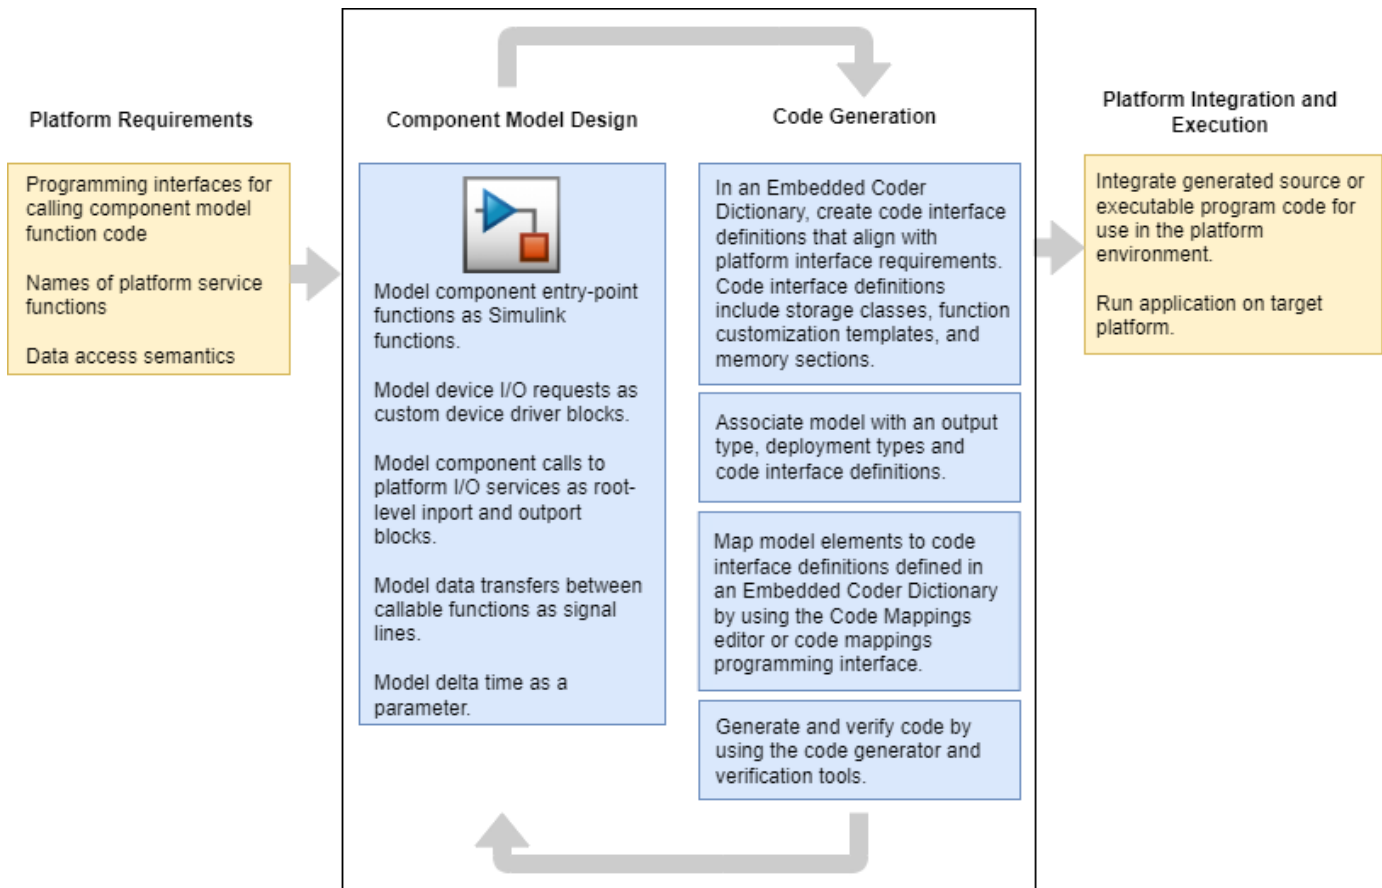 Platform Requirements
Programming interfaces for
calling component model
function code
Names of platform service
functions
Data access semantics
Component Model Design
Model component entry-point
functions as Simulink
functions.
Model device I/O requests as
custom device driver blocks.
Model component calls to
platform I/O services as root-
level inport and outport
blocks.
Model data transfers between
callable functions as signal
lines.
Model delta time as a
parameter.
Code Generation
In an Embedded Coder
Dictionary, create code interface
definitions that align with
platform interface requirements.
Code interface definitions
include storage classes, function
customization templates, and
memory sections.
Associate model with an output
type, deployment types and
code interface definitions.
Map model elements to code
interface definitions defined in
an Embedded Coder Dictionary
by using the Code Mappings
editor or code mappings
programming interface.
Generate and verify code by
using the code generator and
verification tools.
Platform Integration and
Execution
Integrate generated source or
executable program code for
use in the platform
environment.
Run application on target
platform.